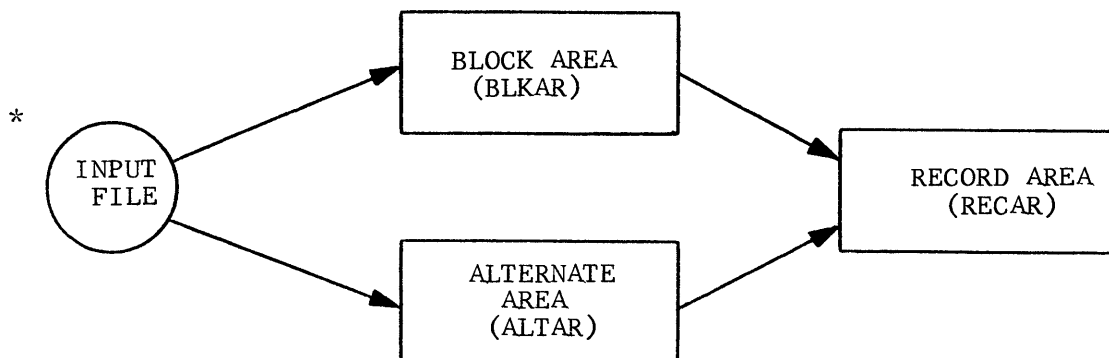 *
INPUT
FILE
BLOCK AREA
(BLKAR)
ALTERNATE
AREA
(ALTAR)
RECORD AREA
(RECAR)